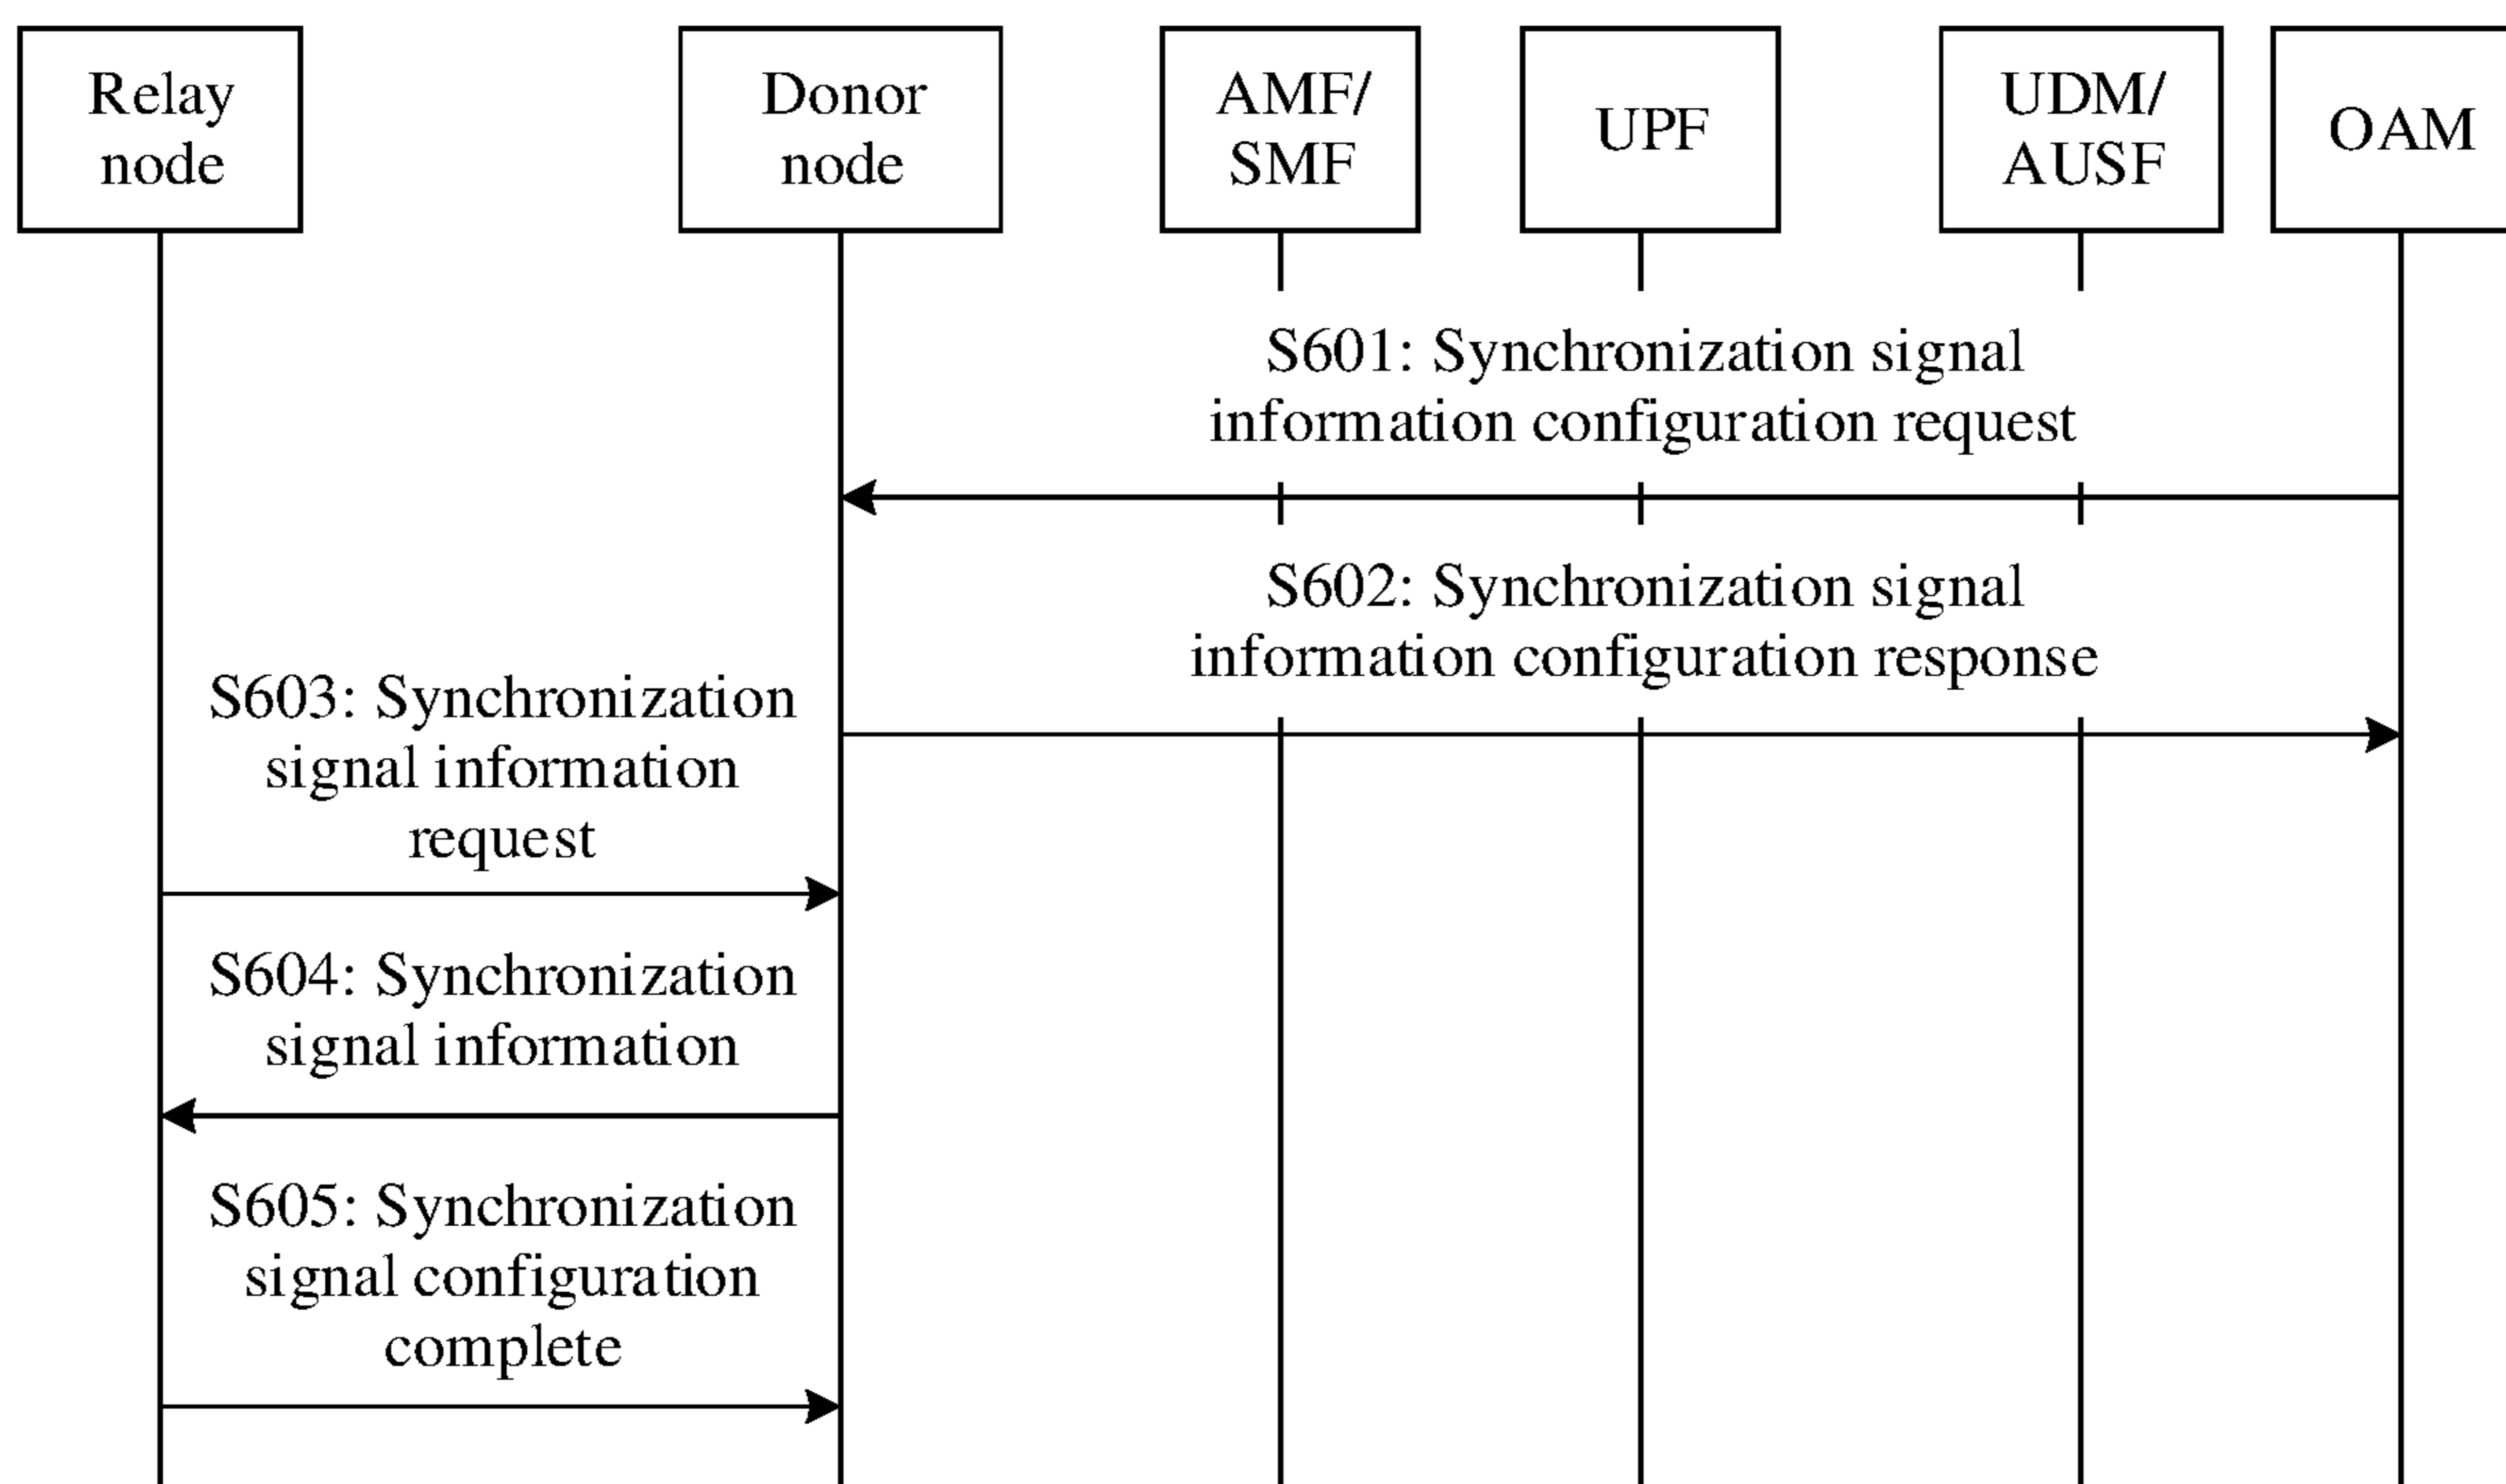 Relay
node
Donor
node
AMF/
SMF
UPF
UDM/
AUSF
OAM
S601: Synchronization signal
information configuration request
S602: Synchronization signal
information configuration response
S603: Synchronization
signal information
request
S604: Synchronization
signal information
S605: Synchronization
signal configuration
complete